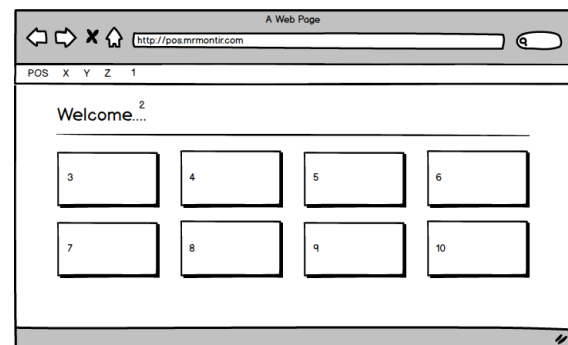 A Web Page
http://pos.mrmontir.com
POS X Y Z 1
Welcome.... 2
3 4 5 6
7 8 9 10